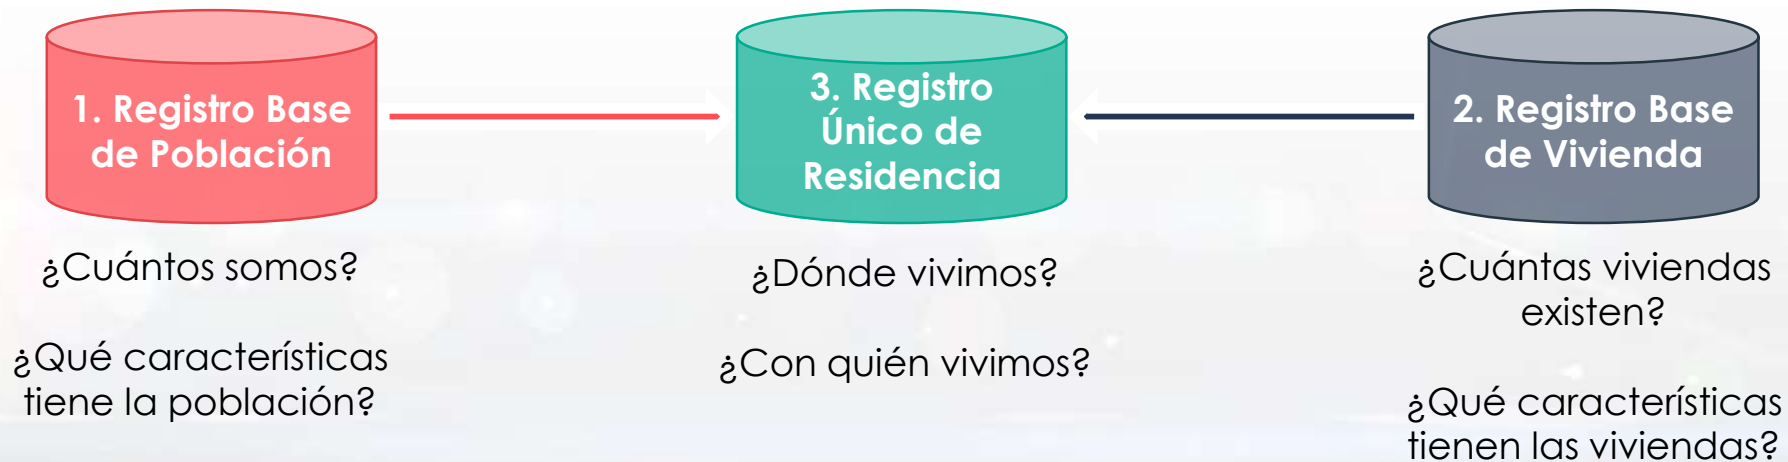 1. Registro Base
de Población
¿Cuántos somos?
¿Qué características
tiene la población?
3. Registro
Único de
Residencia
¿Dónde vivimos?
¿Con quién vivimos?
2. Registro Base
de Vivienda
¿Cuántas viviendas
existen?
¿Qué características
tienen las viviendas?